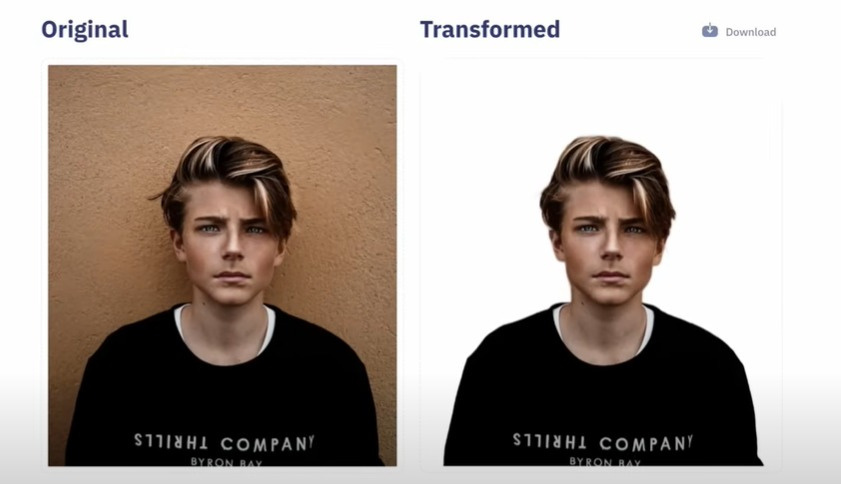 Original
Transformed
Download
THRILLS COMPANY
BYRON BAY
THRILLS COMPANY
BYRON BAY